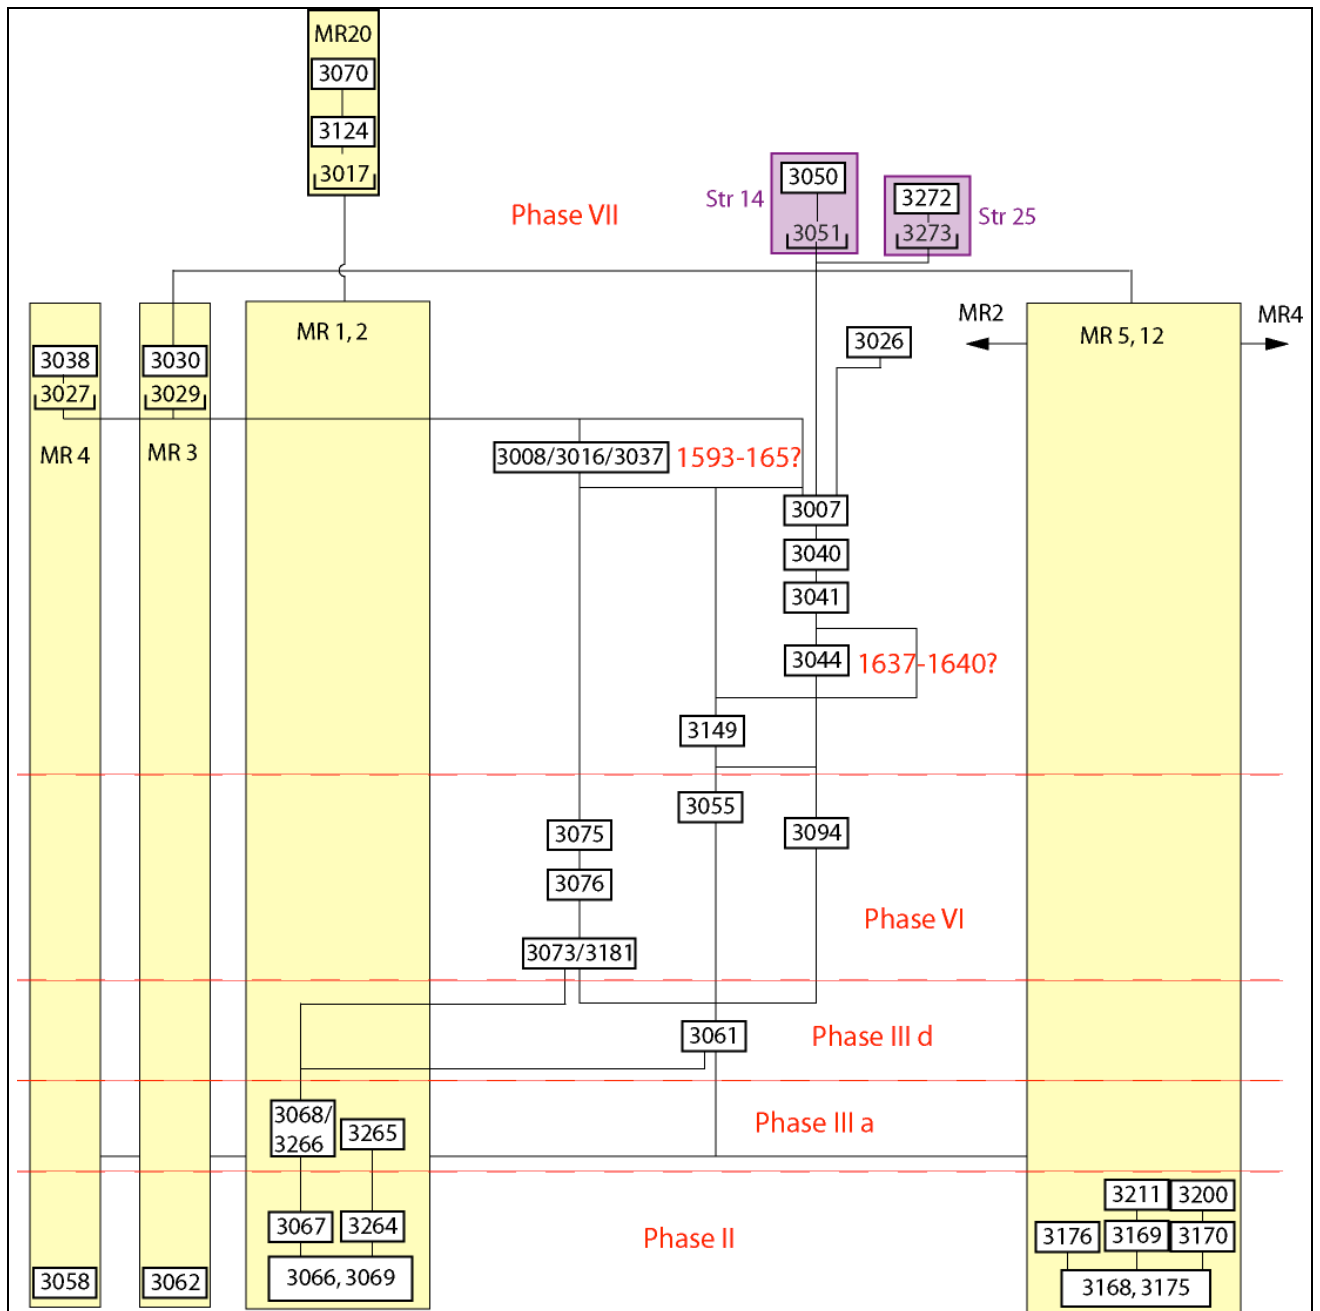 MR20
3070
3124
3017
Phase VII
Str 14
3050
3051
3272
3273
Str 25
MR 1, 2
MR2
MR 5, 12
MR4
3026
3038
3027
MR 4
3030
3029
MR 3
3008/3016/3037
1593-165?
3007
3040
3041
3044
1637-1640?
3149
3055
3075
3094
3076
Phase VI
3073/3181
3061
Phase III d
3068/
3266
3265
Phase III a
3211
3200
3067
3264
Phase II
3176
3169
3170
3058
3062
3066, 3069
3168, 3175